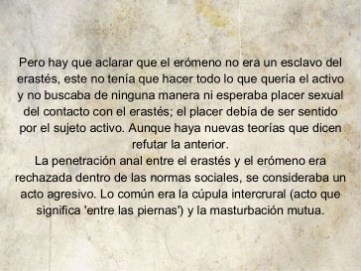 Pero hay que aclarar que el erómeno no era un esclavo del
erastés, este no tenía que hacer todo lo que quería el activo
y no buscaba de ninguna manera ni esperaba placer sexual
del contacto con el erastés; el placer debía de ser sentido
por el sujeto activo. Aunque haya nuevas teorías que dicen
refutar la anterior.
La penetración anal entre el erastés y el erómeno era
rechazada dentro de las normas sociales, se consideraba un
acto agresivo. Lo común era la cúpula intercrural (acto que
significa 'entre las piernas') y la masturbación mutua.